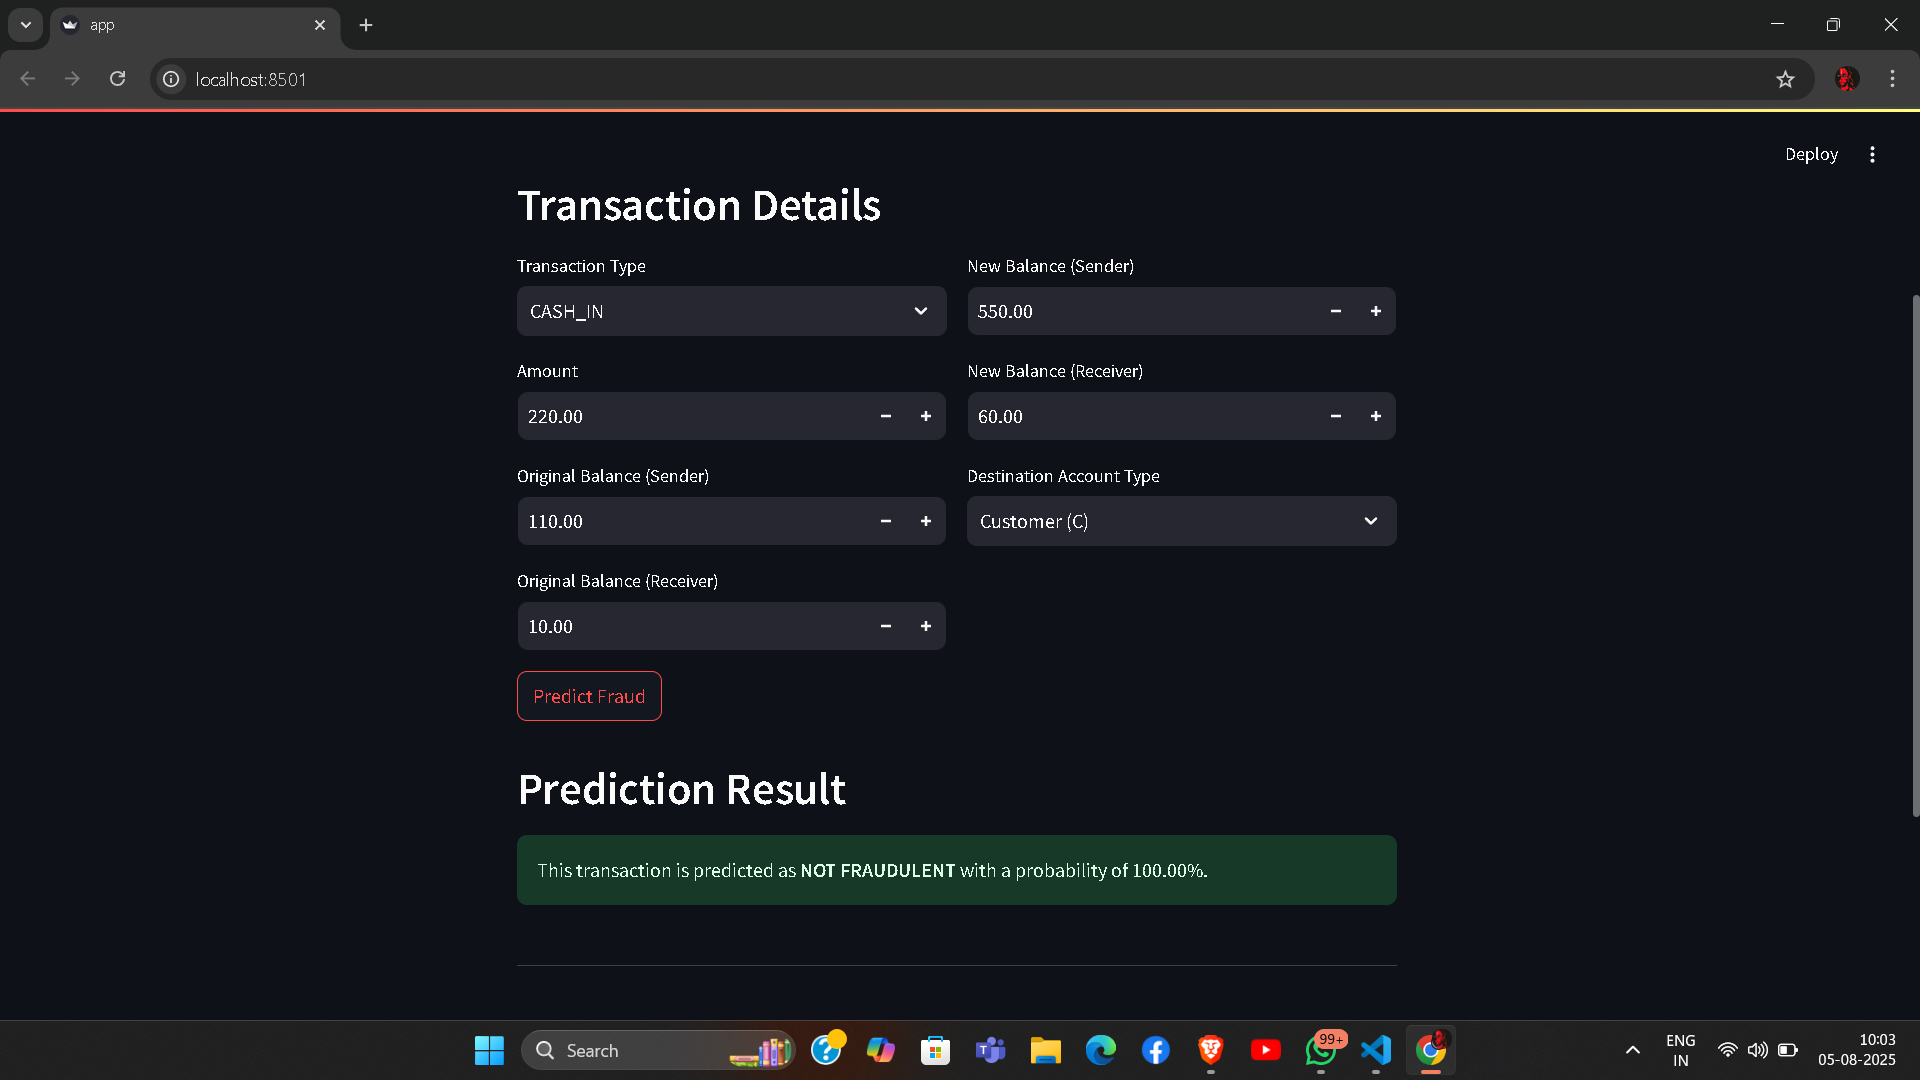 app
localhost:8501
Deploy
Transaction Details
Transaction Type
CASH_IN
Amount
220.00
Original Balance (Sender)
110.00
Original Balance (Receiver)
10.00
New Balance (Sender)
550.00
New Balance (Receiver)
60.00
Destination Account Type
Customer (C)
Predict Fraud
Prediction Result
This transaction is predicted as NOT FRAUDULENT with a probability of 100.00%.
Search
99+
ENG
IN
10:03
05-08-2025